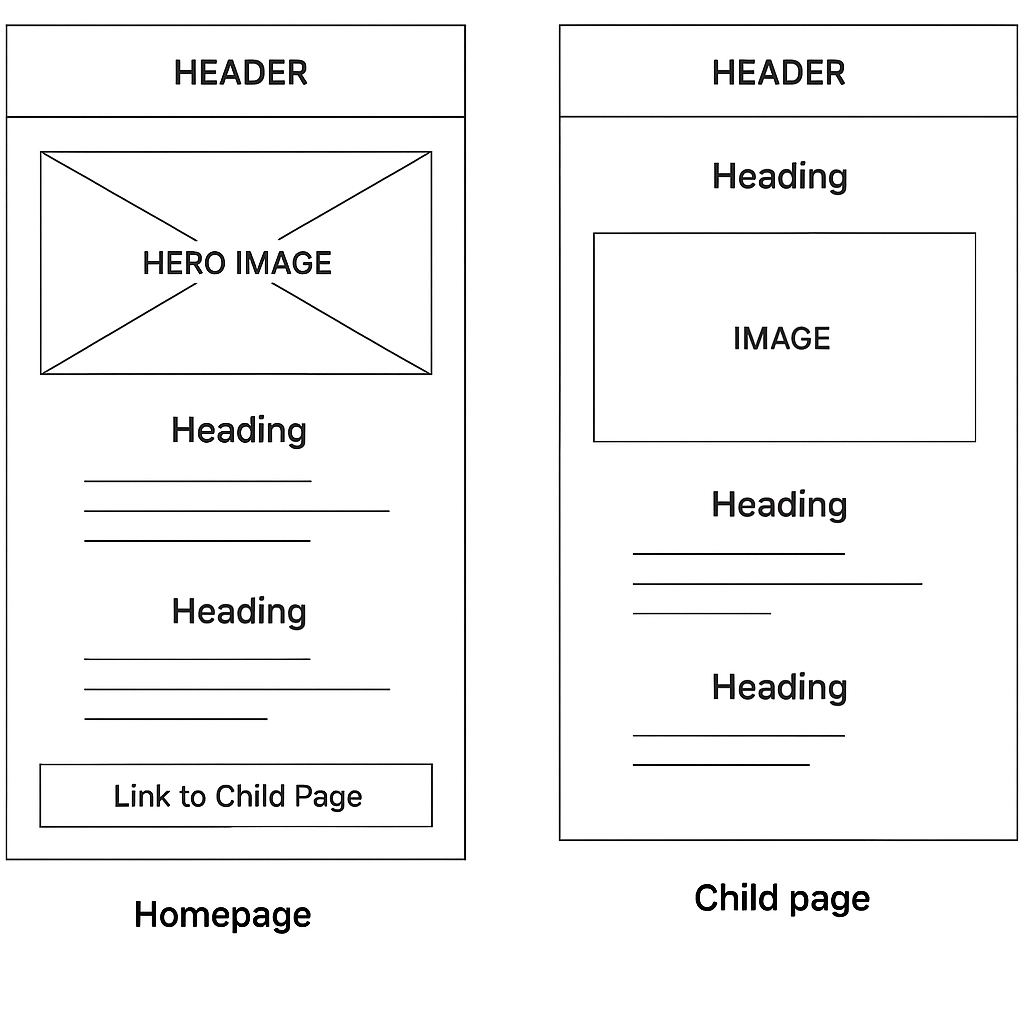 HEADER
HERO IMAGE
Heading
Heading
Link to Child Page
Homepage
HEADER
Heading
IMAGE
Heading
Heading
Child page